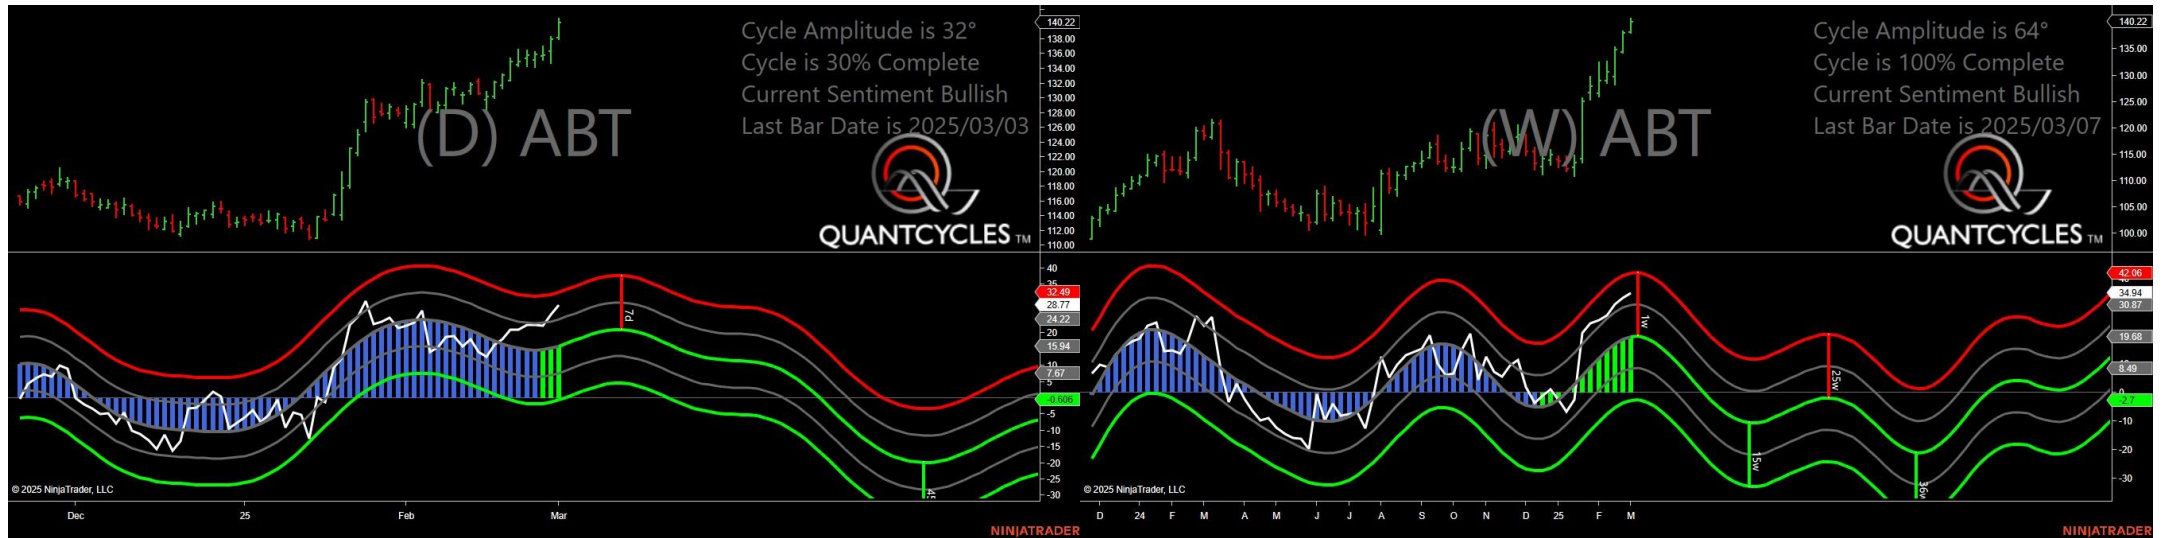 Cycle Amplitude is 32°
Cycle is 30% Complete
Current Sentiment Bullish
Last Bar Date is 2025/03/03
(D) ABT
QUANTCYCLES TM
140.22
138.00
136.00
134.00
132.00
130.00
128.00
126.00
124.00
122.00
120.00
118.00
116.00
114.00
112.00
110.00
40
32.49
28.77
24.22
20
15.94
10
7.67
5
-0.606
-5
-10
-15
-20
-25
-30
7d
© 2025 NinjaTrader, LLC
Dec 25 Feb Mar
NINJATRADER
Cycle Amplitude is 64°
Cycle is 100% Complete
Current Sentiment Bullish
Last Bar Date is 2025/03/07
(W) ABT
QUANTCYCLES TM
140.22
135.00
130.00
125.00
120.00
115.00
110.00
105.00
100.00
42.06
34.94
30.87
19.68
8.49
0
-2.7
-10
-20
-30
1w
15w
25w
36w
© 2025 NinjaTrader, LLC
D 24 F M A M J J A S O N D 25 F M
NINJATRADER